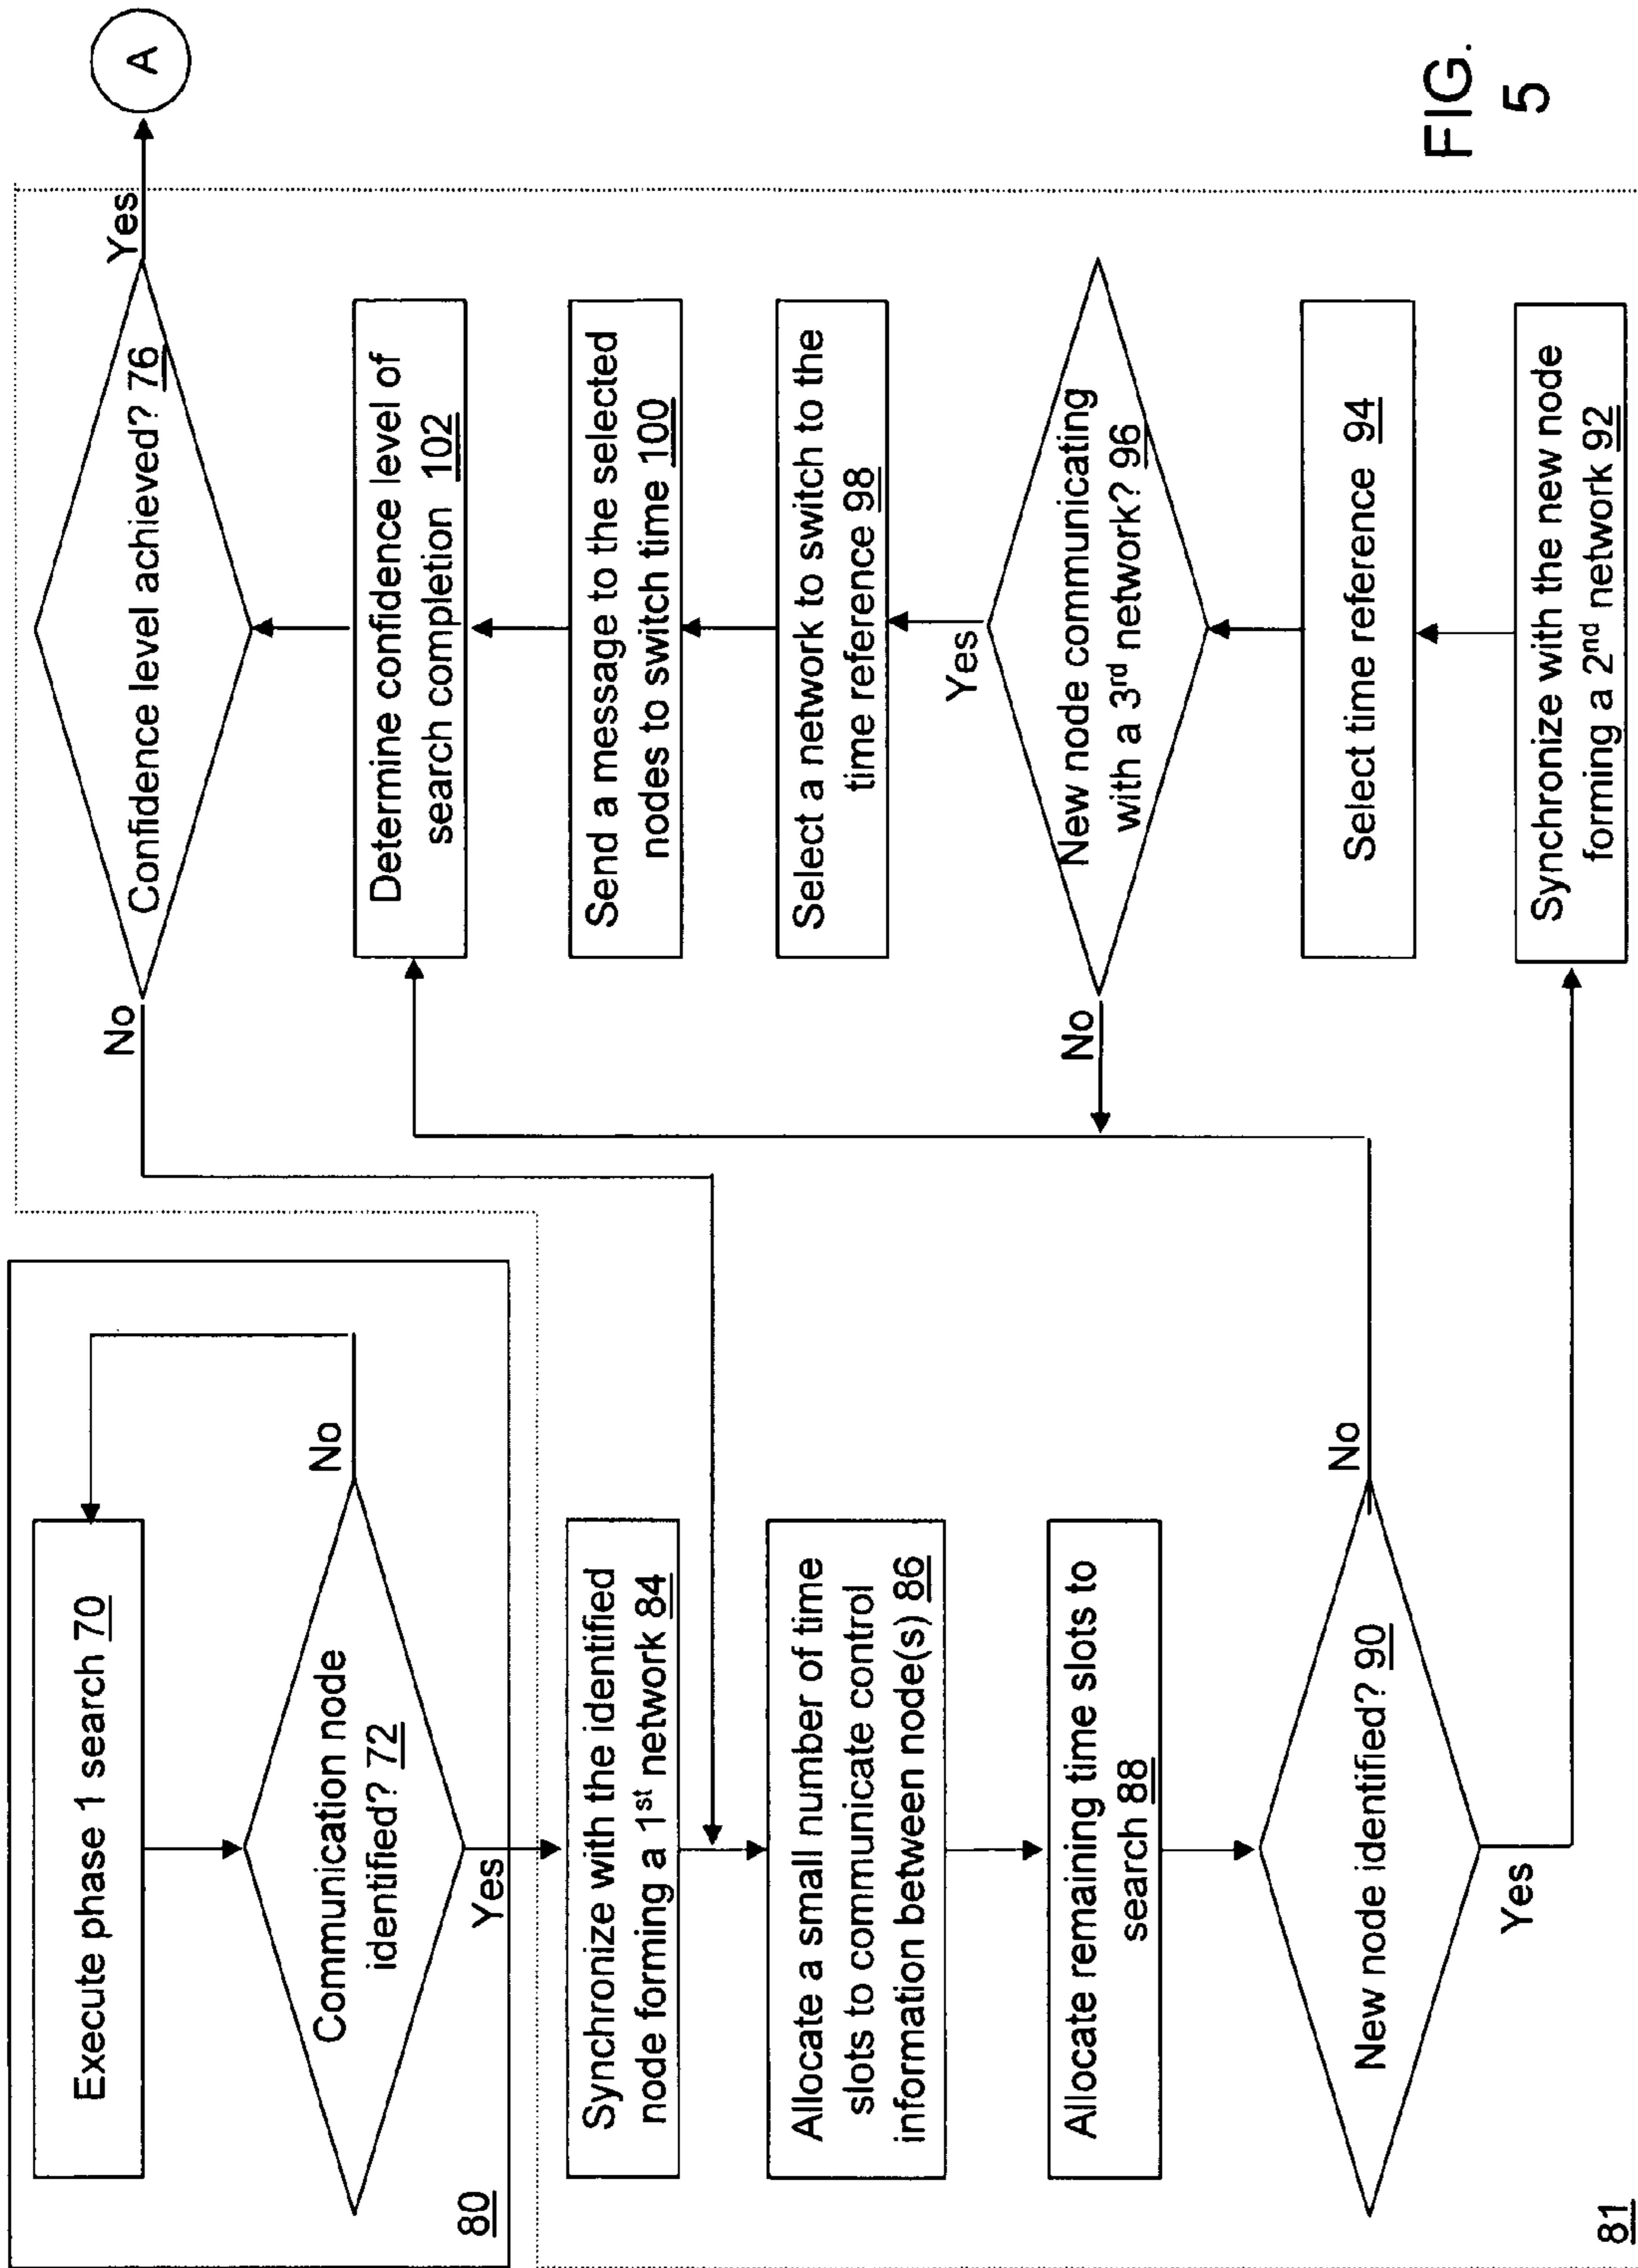 Execute phase 1 search 70
Communication node
identified? 72
No
Yes
80
Synchronize with the identified
node forming a 1st network 84
Allocate a small number of time
slots to communicate control
information between node(s) 86
Allocate remaining time slots to
search 88
New node identified? 90
No
Yes
81
Confidence level achieved? 76
No
Yes
A
Determine confidence level of
search completion 102
Send a message to the selected
nodes to switch time 100
Select a network to switch to the
time reference 98
Yes
New node communicating
with a 3rd network? 96
No
Select time reference 94
Synchronize with the new node
forming a 2nd network 92
FIG.
5